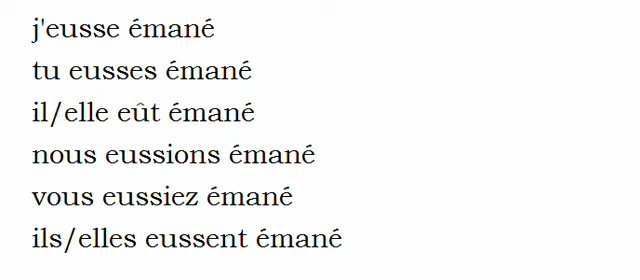 j'eusse émané
tu eusses émané
il/elle eût émané
nous eussions émané
vous eussiez émané
ils/elles eussent émané